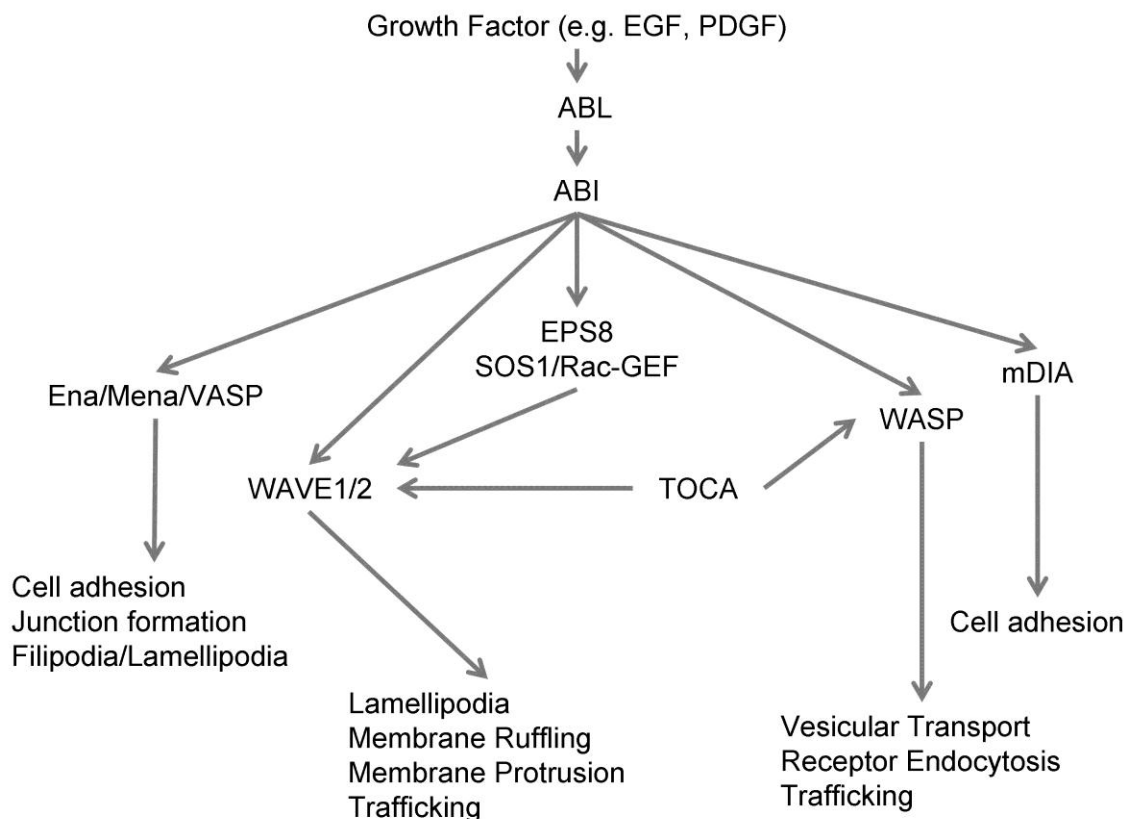 Growth Factor (e.g. EGF, PDGF)
ABL
ABI
EPS8
SOS1/Rac-GEF
mDIA
Ena/Mena/VASP
WASP
WAVE1/2
TOCA
Cell adhesion
Junction formation
Filipodia/Lamellipodia
Cell adhesion
Lamellipodia
Membrane Ruffling
Membrane Protrusion
Trafficking
Vesicular Transport
Receptor Endocytosis
Trafficking